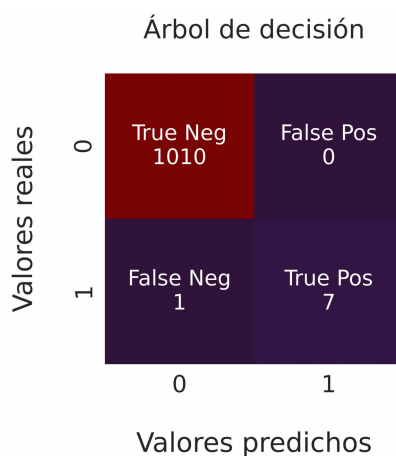 Árbol de decisión
Valores reales
0
True Neg
1010
False Pos
0
1
False Neg
1
True Pos
7
0
1
Valores predichos